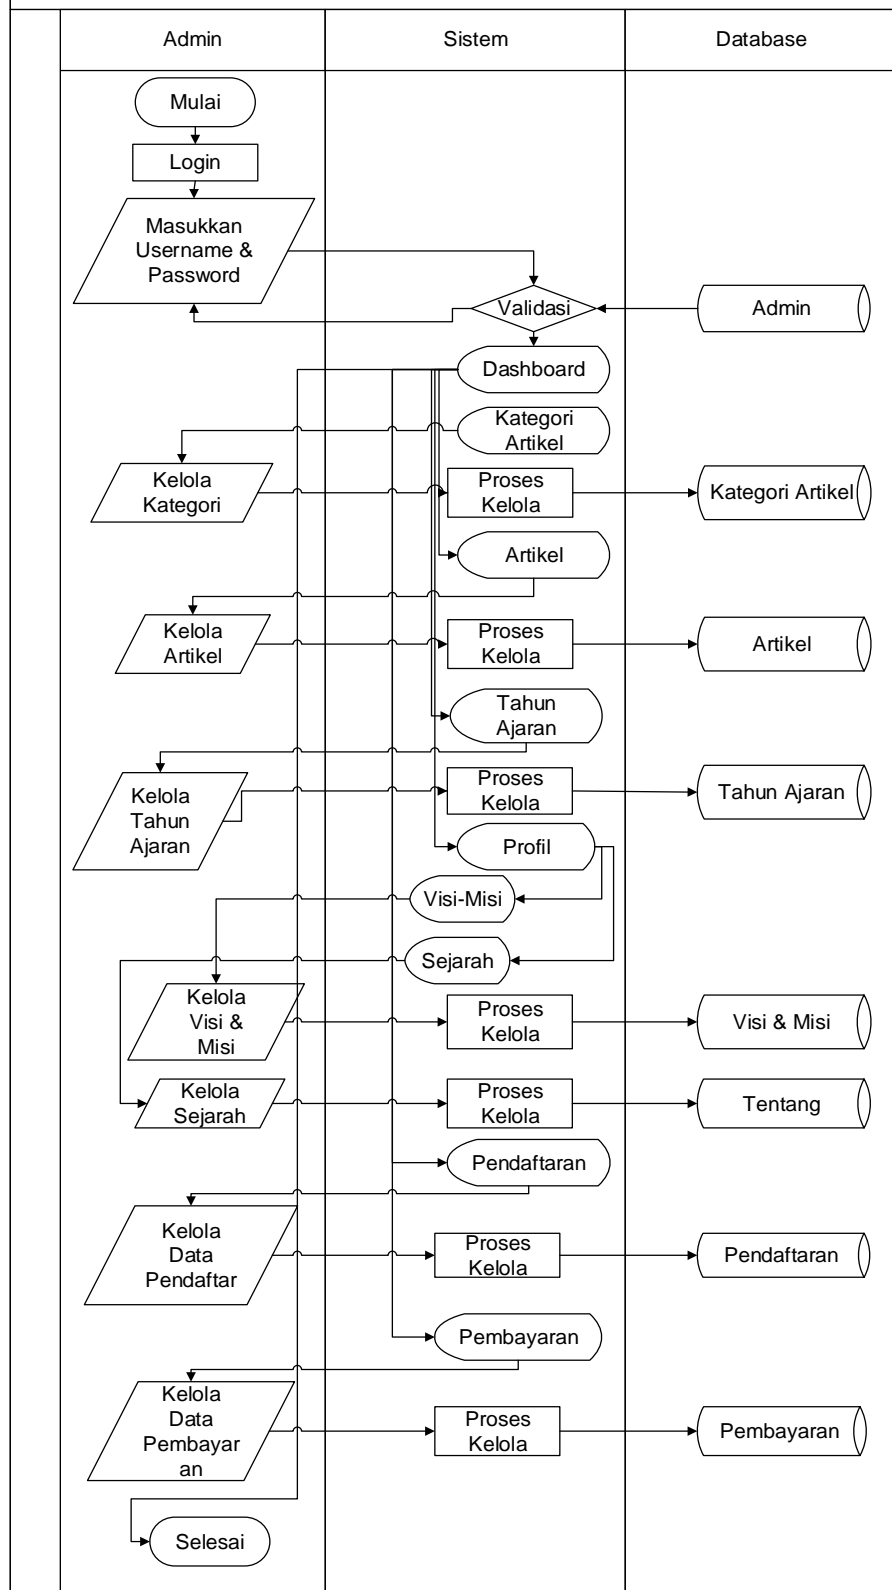 Admin
Sistem
Database
Mulai
Login
Masukkan
Username &
Password
Validasi
Admin
Dashboard
Kategori
Artikel
Kelola
Kategori
Proses
Kelola
Kategori Artikel
Artikel
Kelola
Artikel
Proses
Kelola
Artikel
Tahun
Ajaran
Kelola
Tahun
Ajaran
Proses
Kelola
Tahun Ajaran
Profil
Visi-Misi
Sejarah
Kelola
Visi &
Misi
Proses
Kelola
Visi & Misi
Kelola
Sejarah
Proses
Kelola
Tentang
Pendaftaran
Kelola
Data
Pendaftar
Proses
Kelola
Pendaftaran
Pembayaran
Kelola
Data
Pembayar
an
Proses
Kelola
Pembayaran
Selesai